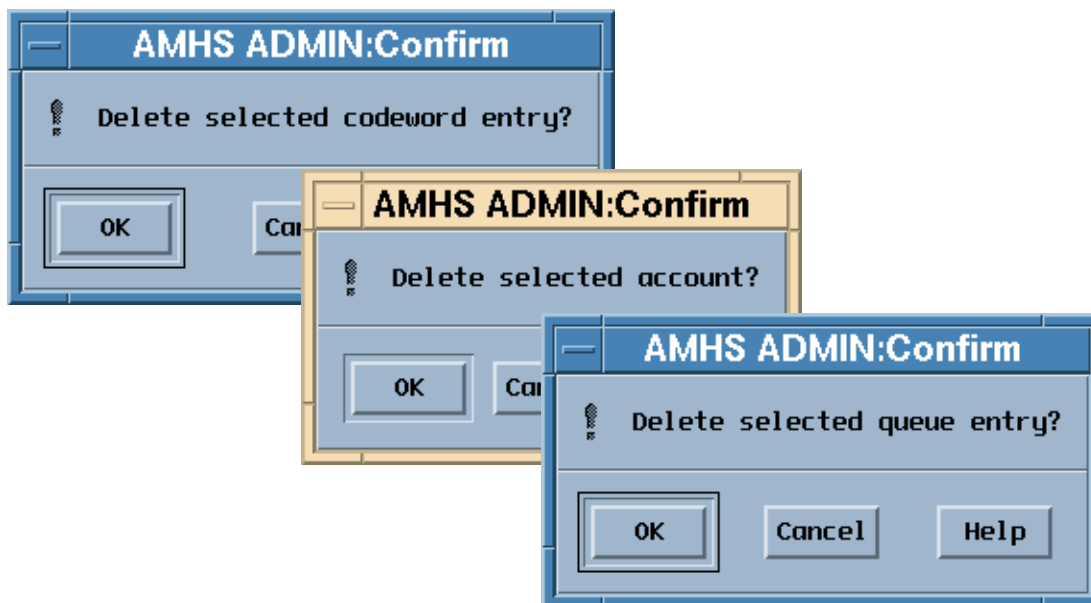 AMHS ADMIN:Confirm
Delete selected codeword entry?
OK
AMHS ADMIN:Confirm
Delete selected account?
OK
AMHS ADMIN:Confirm
Delete selected queue entry?
OK Cancel Help